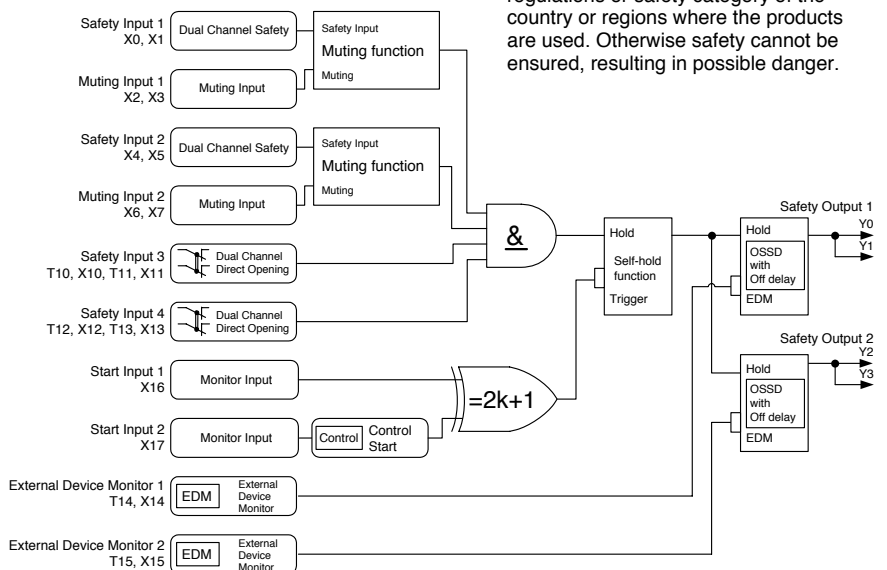 regulations or safety category of the
country or regions where the products
are used. Otherwise safety cannot be
ensured, resulting in possible danger.
Safety Input 1
X0, X1
Dual Channel Safety
Safety Input
Muting function
Muting
Muting Input 1
X2, X3
Muting Input
Safety Input 2
X4, X5
Dual Channel Safety
Safety Input
Muting function
Muting
Muting Input 2
X6, X7
Muting Input
Safety Input 3
T10, X10, T11, X11
Dual Channel
Direct Opening
Safety Input 4
T12, X12, T13, X13
Dual Channel
Direct Opening
&
Hold
Self-hold
function
Trigger
Safety Output 1
Y0
Y1
Hold
OSSD
with
Off delay
EDM
Safety Output 2
Y2
Y3
Hold
OSSD
with
Off delay
EDM
Start Input 1
X16
Monitor Input
=2k+1
Start Input 2
X17
Monitor Input
Control
Control
Start
External Device Monitor 1
T14, X14
EDM
External
Device
Monitor
External Device Monitor 2
T15, X15
EDM
External
Device
Monitor